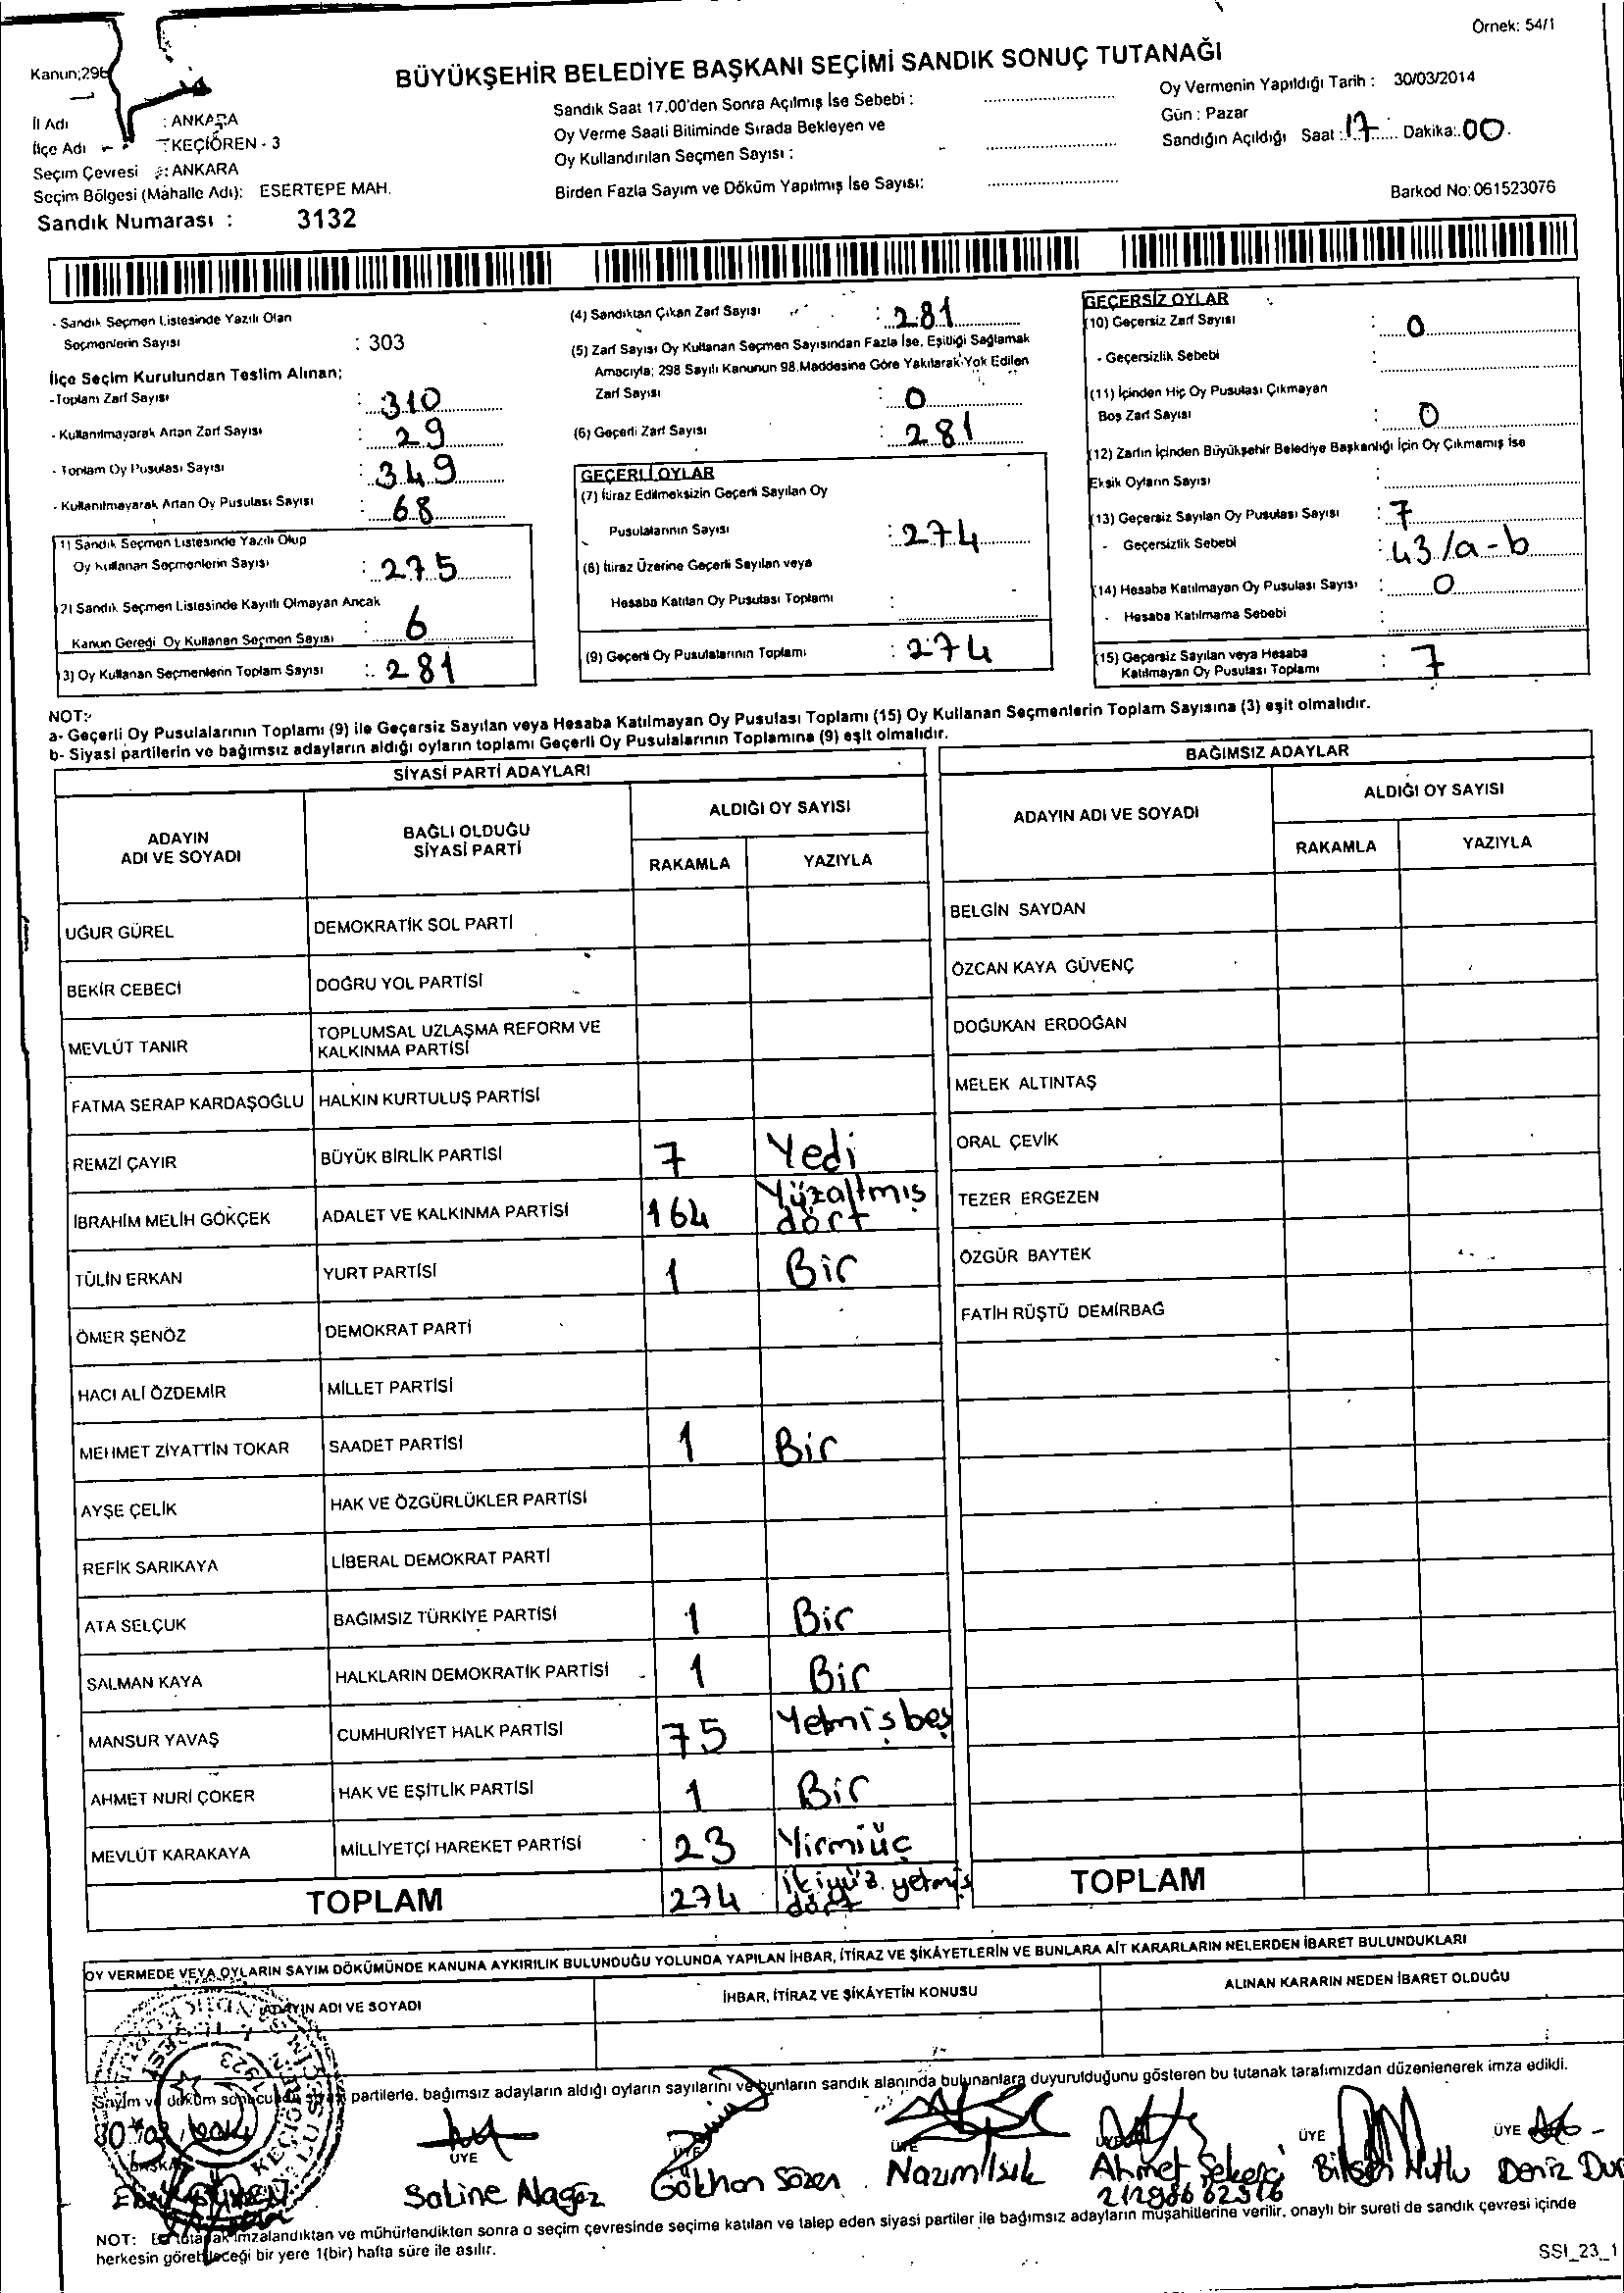 Örnek: 54/1
Kanun;298
BÜYÜKŞEHİR BELEDİYE BAŞKANI SEÇİMİ SANDIK SONUÇ TUTANAĞI
İl Adı : ANKARA
İlçe Adı : KEÇİÖREN - 3
Seçim Çevresi : ANKARA
Seçim Bölgesi (Mahalle Adı): ESERTEPE MAH.
Sandık Numarası : 3132
Sandık Saat 17.00'den Sonra Açılmış İse Sebebi :
Oy Verme Saati Bitiminde Sırada Bekleyen ve
Oy Kullandırılan Seçmen Sayısı :
Birden Fazla Sayım ve Döküm Yapılmış İse Sayısı:
Oy Vermenin Yapıldığı Tarih : 30/03/2014
Gün : Pazar
Sandığın Açıldığı Saat : 17 Dakika: 00
Barkod No: 061523076
- Sandık Seçmen Listesinde Yazılı Olan
Seçmenlerin Sayısı : 303
İlçe Seçim Kurulundan Teslim Alınan;
- Toplam Zarf Sayısı : 310
- Kullanılmayarak Artan Zarf Sayısı : 29
- Toplam Oy Pusulası Sayısı : 349
- Kullanılmayarak Artan Oy Pusulası Sayısı : 68
1) Sandık Seçmen Listesinde Yazılı Olup
Oy Kullanan Seçmenlerin Sayısı : 275
2) Sandık Seçmen Listesinde Kayıtlı Olmayan Ancak
Kanun Gereği Oy Kullanan Seçmen Sayısı : 6
3) Oy Kullanan Seçmenlerin Toplam Sayısı : 281
(4) Sandıktan Çıkan Zarf Sayısı : 281
(5) Zarf Sayısı Oy Kullanan Seçmen Sayısından Fazla İse, Eşitliği Sağlamak
Amacıyla; 298 Sayılı Kanunun 98.Maddesine Göre Yakılarak Yok Edilen
Zarf Sayısı : 0
(6) Geçerli Zarf Sayısı : 281
GEÇERLİ OYLAR
(7) İtiraz Edilmeksizin Geçerli Sayılan Oy
Pusulalarının Sayısı : 274
(8) İtiraz Üzerine Geçerli Sayılan veya
Hesaba Katılan Oy Pusulası Toplamı :
(9) Geçerli Oy Pusulalarının Toplamı : 274
GEÇERSİZ OYLAR
(10) Geçersiz Zarf Sayısı : 0
- Geçersizlik Sebebi :
(11) İçinden Hiç Oy Pusulası Çıkmayan
Boş Zarf Sayısı : 0
(12) Zarfın İçinden Büyükşehir Belediye Başkanlığı İçin Oy Çıkmamış ise
Eksik Oyların Sayısı :
(13) Geçersiz Sayılan Oy Pusulası Sayısı : 7
- Geçersizlik Sebebi : 43/a-b
(14) Hesaba Katılmayan Oy Pusulası Sayısı : 0
- Hesaba Katılmama Sebebi :
(15) Geçersiz Sayılan veya Hesaba
Katılmayan Oy Pusulası Toplamı : 7
NOT:
a- Geçerli Oy Pusulalarının Toplamı (9) ile Geçersiz Sayılan veya Hesaba Katılmayan Oy Pusulası Toplamı (15) Oy Kullanan Seçmenlerin Toplam Sayısına (3) eşit olmalıdır.
b- Siyasi partilerin ve bağımsız adayların aldığı oyların toplamı Geçerli Oy Pusulalarının Toplamına (9) eşit olmalıdır.
SİYASİ PARTİ ADAYLARI
ADAYIN ADI VE SOYADI BAĞLI OLDUĞU SİYASİ PARTİ ALDIĞI OY SAYISI
RAKAMLA YAZIYLA
UĞUR GÜREL DEMOKRATİK SOL PARTİ
BEKİR CEBECİ DOĞRU YOL PARTİSİ
MEVLÜT TANIR TOPLUMSAL UZLAŞMA REFORM VE KALKINMA PARTİSİ
FATMA SERAP KARDAŞOĞLU HALKIN KURTULUŞ PARTİSİ
REMZİ ÇAYIR BÜYÜK BİRLİK PARTİSİ 7 Yedi
İBRAHİM MELİH GÖKÇEK ADALET VE KALKINMA PARTİSİ 164 Yüzaltmış dört
TÜLİN ERKAN YURT PARTİSİ 1 Bir
ÖMER ŞENÖZ DEMOKRAT PARTİ
HACI ALİ ÖZDEMİR MİLLET PARTİSİ
MEHMET ZİYATTİN TOKAR SAADET PARTİSİ 1 Bir
AYŞE ÇELİK HAK VE ÖZGÜRLÜKLER PARTİSİ
REFİK SARIKAYA LİBERAL DEMOKRAT PARTİ
ATA SELÇUK BAĞIMSIZ TÜRKİYE PARTİSİ 1 Bir
SALMAN KAYA HALKLARIN DEMOKRATİK PARTİSİ 1 Bir
MANSUR YAVAŞ CUMHURİYET HALK PARTİSİ 75 Yetmişbeş
AHMET NURİ ÇOKER HAK VE EŞİTLİK PARTİSİ 1 Bir
MEVLÜT KARAKAYA MİLLİYETÇİ HAREKET PARTİSİ 23 Yirmiüç
TOPLAM 274 ikiyüz yetmiş dört
BAĞIMSIZ ADAYLAR
ADAYIN ADI VE SOYADI ALDIĞI OY SAYISI
RAKAMLA YAZIYLA
BELGİN SAYDAN
ÖZCAN KAYA GÜVENÇ
DOĞUKAN ERDOĞAN
MELEK ALTINTAŞ
ORAL ÇEVİK
TEZER ERGEZEN
ÖZGÜR BAYTEK
FATİH RÜŞTÜ DEMİRBAĞ
TOPLAM
OY VERMEDE VEYA OYLARIN SAYIM DÖKÜMÜNDE KANUNA AYKIRILIK BULUNDUĞU YOLUNDA YAPILAN İHBAR, İTİRAZ VE ŞİKÂYETLERİN VE BUNLARA AİT KARARLARIN NELERDEN İBARET BULUNDUKLARI
ADAYIN ADI VE SOYADI İHBAR, İTİRAZ VE ŞİKÂYETİN KONUSU ALINAN KARARIN NEDEN İBARET OLDUĞU
Sayım ve döküm sonucunda siyasi partilerle, bağımsız adayların aldığı oyların sayılarını ve bunların sandık alanında bulunanlara duyurulduğunu gösteren bu tutanak tarafımızdan düzenlenerek imza edildi.
30/03/2014
BAŞKAN ÜYE ÜYE ÜYE ÜYE ÜYE ÜYE
Gökhan Sözen Nazım Işık Ahmet Şekerci Deniz
21298662516
NOT: Bu tutanak imzalandıktan ve mühürlendikten sonra o seçim çevresinde seçime katılan ve talep eden siyasi partiler ile bağımsız adayların müşahitlerine verilir, onaylı bir sureti de sandık çevresi içinde
herkesin görebileceği bir yere 1(bir) hafta süre ile asılır.
SSI_23_1